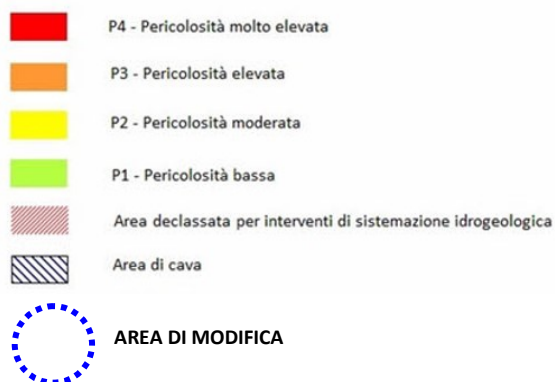 P4 - Pericolosità molto elevata
P3 - Pericolosità elevata
P2 - Pericolosità moderata
P1 - Pericolosità bassa
Area declassata per interventi di sistemazione idrogeologica
Area di cava
AREA DI MODIFICA